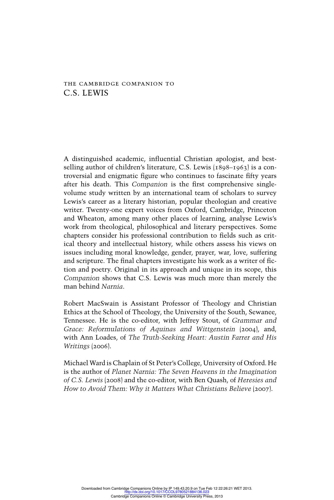 THE CAMBRIDGE COMPANION TO
C.S. LEWIS
A distinguished academic, influential Christian apologist, and best-
selling author of children's literature, C.S. Lewis (1898–1963) is a con-
troversial and enigmatic figure who continues to fascinate fifty years
after his death. This Companion is the first comprehensive single-
volume study written by an international team of scholars to survey
Lewis's career as a literary historian, popular theologian and creative
writer. Twenty-one expert voices from Oxford, Cambridge, Princeton
and Wheaton, among many other places of learning, analyse Lewis's
work from theological, philosophical and literary perspectives. Some
chapters consider his professional contribution to fields such as crit-
ical theory and intellectual history, while others assess his views on
issues including moral knowledge, gender, prayer, war, love, suffering
and scripture. The final chapters investigate his work as a writer of fic-
tion and poetry. Original in its approach and unique in its scope, this
Companion shows that C.S. Lewis was much more than merely the
man behind Narnia.
Robert MacSwain is Assistant Professor of Theology and Christian
Ethics at the School of Theology, the University of the South, Sewanee,
Tennessee. He is the co-editor, with Jeffrey Stout, of Grammar and
Grace: Reformulations of Aquinas and Wittgenstein (2004), and,
with Ann Loades, of The Truth-Seeking Heart: Austin Farrer and His
Writings (2006).
Michael Ward is Chaplain of St Peter's College, University of Oxford. He
is the author of Planet Narnia: The Seven Heavens in the Imagination
of C.S. Lewis (2008) and the co-editor, with Ben Quash, of Heresies and
How to Avoid Them: Why it Matters What Christians Believe (2007).
Downloaded from Cambridge Companions Online by IP 149.43.20.9 on Tue Feb 12 20:28:01 WET 2013.
Cambridge Companions Online © Cambridge University Press, 2013